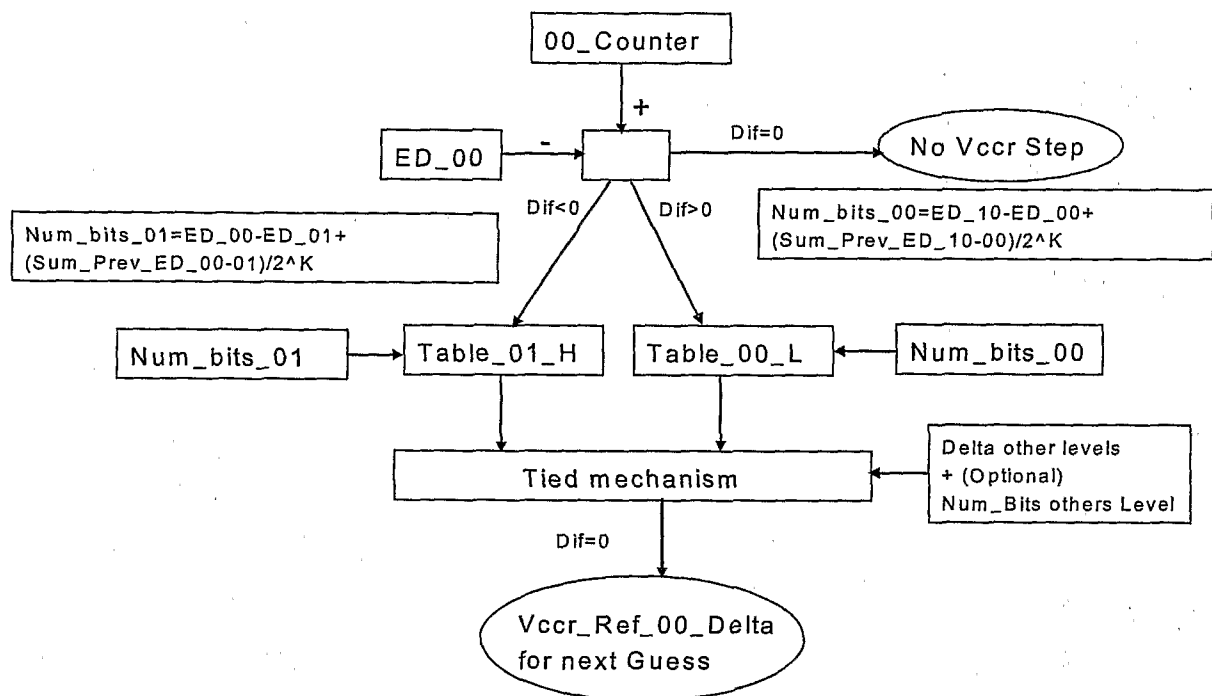 00_Counter
+
ED_00
-
Dif=0
No Vccr Step
Dif<0
Dif>0
Num_bits_01=ED_00-ED_01+
(Sum_Prev_ED_00-01)/2^K
Num_bits_00=ED_10-ED_00+
(Sum_Prev_ED_10-00)/2^K
Num_bits_01
Table_01_H
Table_00_L
Num_bits_00
Tied mechanism
Delta other levels
+ (Optional)
Num_Bits others Level
Dif=0
Vccr_Ref_00_Delta
for next Guess